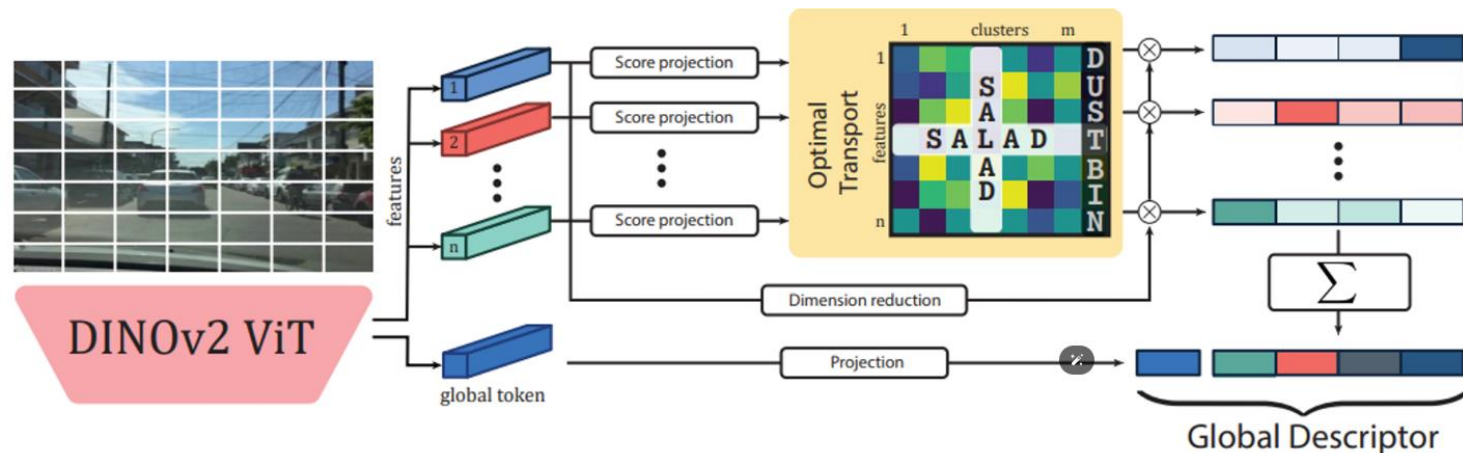 DINOv2 ViT
features
1
2
n
global token
Score projection
Score projection
Score projection
Optimal
Transport
1 clusters m
1
features
n
SALAD
SALAD
DUSTBIN
Dimension reduction
Projection
Σ
Global Descriptor